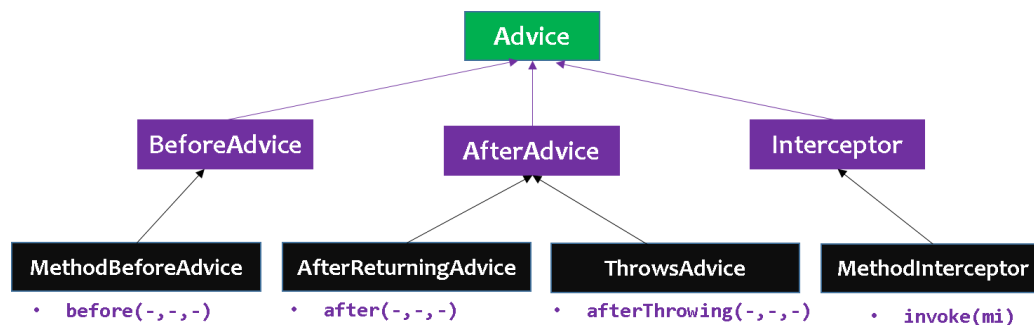 Advice
BeforeAdvice
AfterAdvice
Interceptor
MethodBeforeAdvice
AfterReturningAdvice
ThrowsAdvice
MethodInterceptor
• before(-,-,-)
• after(-,-,-)
• afterThrowing(-,-,-)
• invoke(mi)